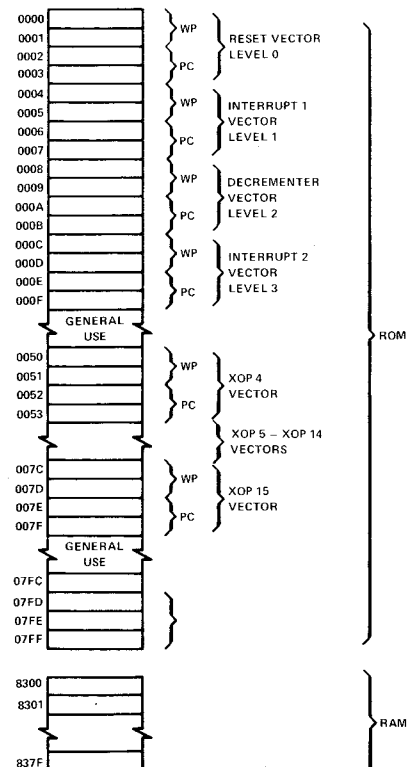 0000
0001 WP
0002 RESET VECTOR
0003 PC LEVEL 0
0004
0005 WP INTERRUPT 1
0006 VECTOR
0007 PC LEVEL 1
0008
0009 WP DECREMENTER
000A VECTOR
000B PC LEVEL 2
000C
000D WP INTERRUPT 2
000E VECTOR
000F PC LEVEL 3
GENERAL
USE
ROM
0050
0051 WP XOP 4
0052 VECTOR
0053 PC
XOP 5 – XOP 14
VECTORS
007C
007D WP XOP 15
007E VECTOR
007F PC
GENERAL
USE
07FC
07FD
07FE
07FF
8300
8301
RAM
837F